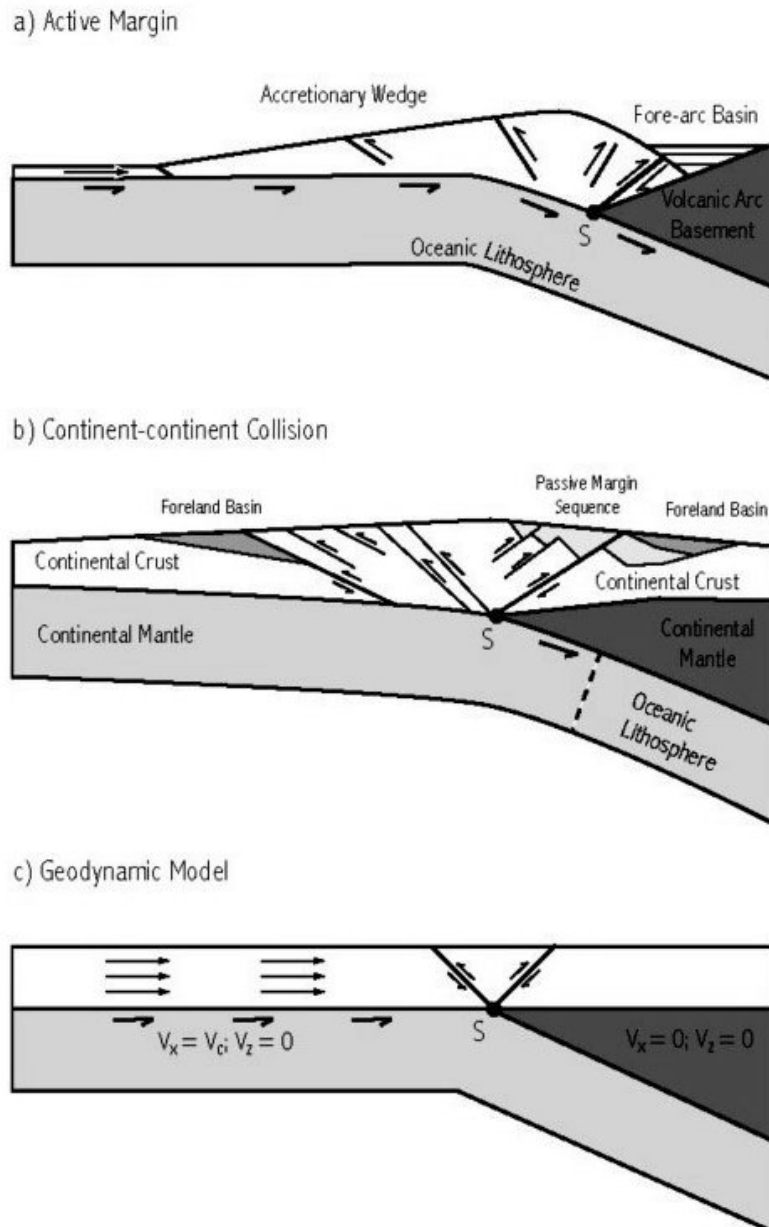 a) Active Margin
Accretionary Wedge
Fore-arc Basin
Volcanic Arc
Basement
S
Oceanic Lithosphere
b) Continent-continent Collision
Foreland Basin
Passive Margin
Sequence
Foreland Basin
Continental Crust
Continental Crust
Continental Mantle
S
Continental
Mantle
Oceanic
Lithosphere
c) Geodynamic Model
S
Vx = Vc; Vz = 0
Vx = 0; Vz = 0